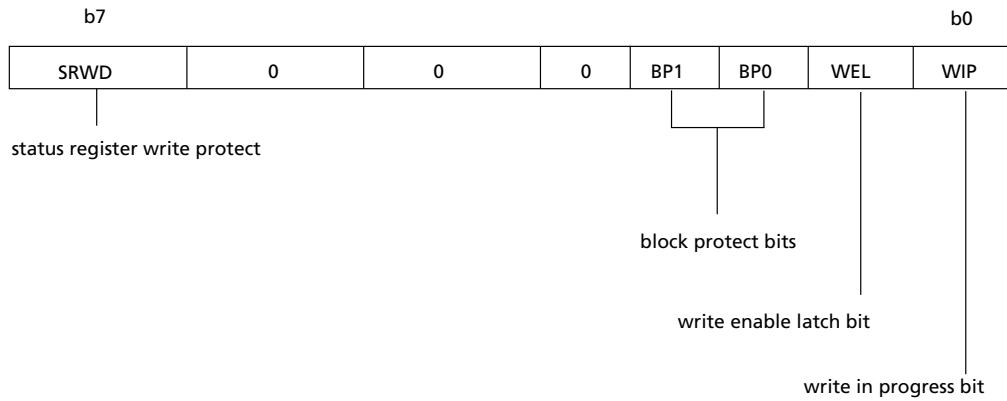 b7 b0
SRWD 0 0 0 BP1 BP0 WEL WIP
status register write protect
block protect bits
write enable latch bit
write in progress bit